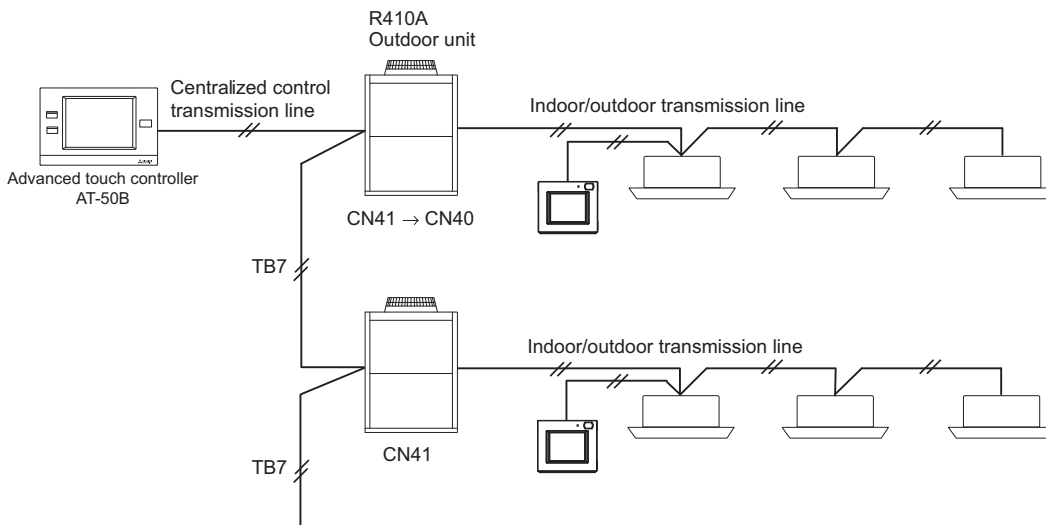 R410A
Outdoor unit
Centralized control
transmission line
Indoor/outdoor transmission line
Advanced touch controller
AT-50B
CN41 → CN40
TB7
Indoor/outdoor transmission line
CN41
TB7